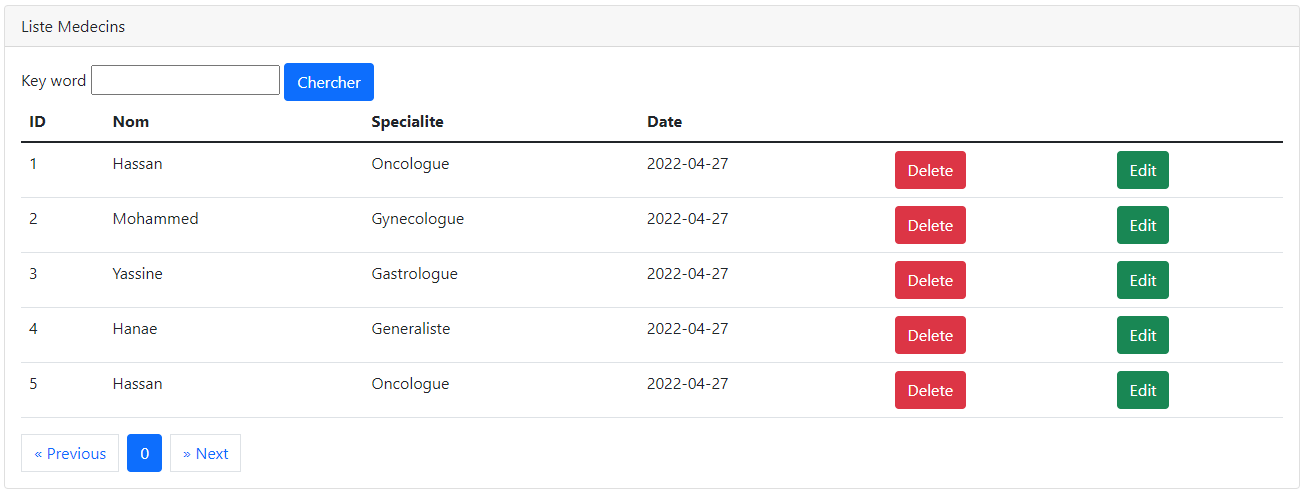 Liste Medecins
Key word Chercher
ID Nom Specialite Date
1 Hassan Oncologue 2022-04-27 Delete Edit
2 Mohammed Gynecologue 2022-04-27 Delete Edit
3 Yassine Gastrologue 2022-04-27 Delete Edit
4 Hanae Generaliste 2022-04-27 Delete Edit
5 Hassan Oncologue 2022-04-27 Delete Edit
« Previous 0 » Next